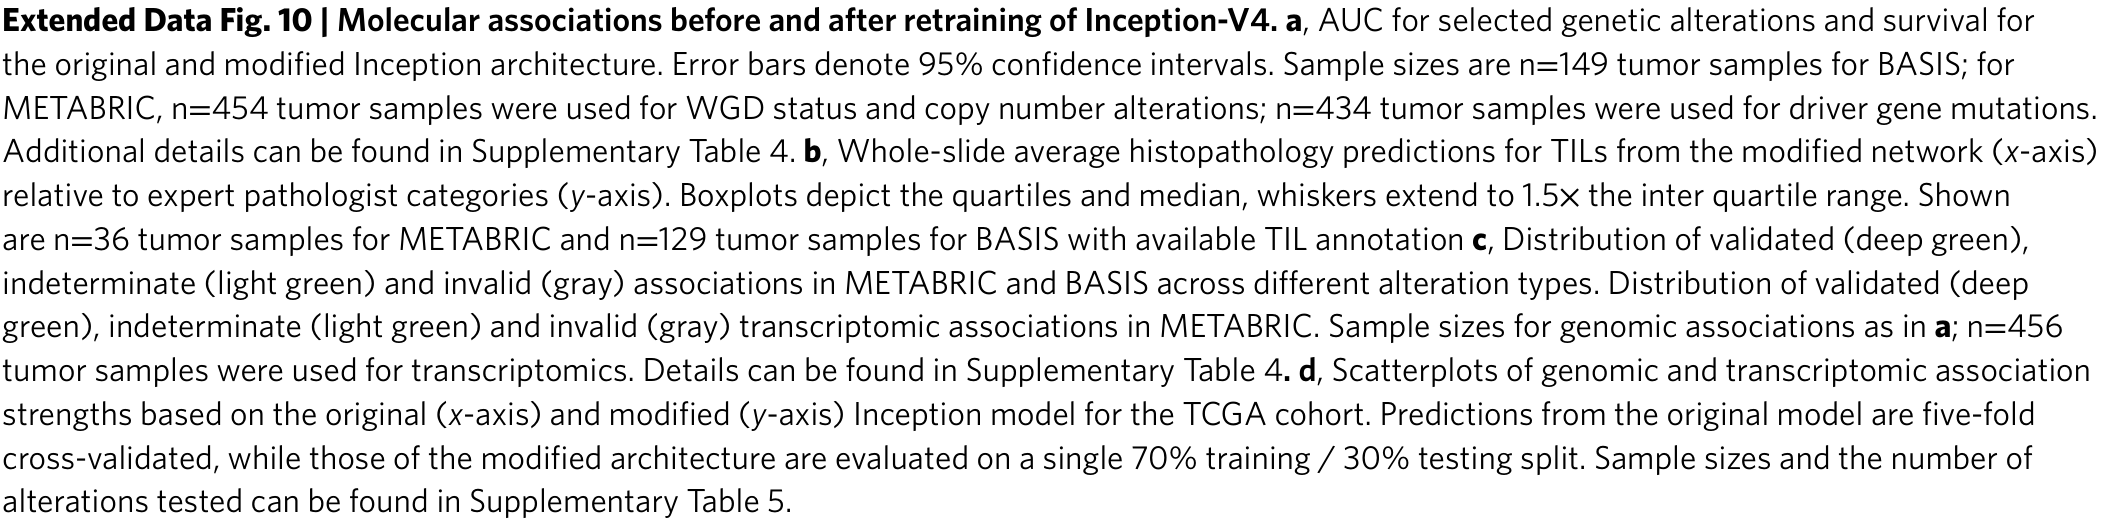 Extended Data Fig. 10 | Molecular associations before and after retraining of Inception-V4. a, AUC for selected genetic alterations and survival for
the original and modified Inception architecture. Error bars denote 95% confidence intervals. Sample sizes are n=149 tumor samples for BASIS; for
METABRIC, n=454 tumor samples were used for WGD status and copy number alterations; n=434 tumor samples were used for driver gene mutations.
Additional details can be found in Supplementary Table 4. b, Whole-slide average histopathology predictions for TILs from the modified network (x-axis)
relative to expert pathologist categories (y-axis). Boxplots depict the quartiles and median, whiskers extend to 1.5× the inter quartile range. Shown
are n=36 tumor samples for METABRIC and n=129 tumor samples for BASIS with available TIL annotation c, Distribution of validated (deep green),
indeterminate (light green) and invalid (gray) associations in METABRIC and BASIS across different alteration types. Distribution of validated (deep
green), indeterminate (light green) and invalid (gray) transcriptomic associations in METABRIC. Sample sizes for genomic associations as in a; n=456
tumor samples were used for transcriptomics. Details can be found in Supplementary Table 4. d, Scatterplots of genomic and transcriptomic association
strengths based on the original (x-axis) and modified (y-axis) Inception model for the TCGA cohort. Predictions from the original model are five-fold
cross-validated, while those of the modified architecture are evaluated on a single 70% training / 30% testing split. Sample sizes and the number of
alterations tested can be found in Supplementary Table 5.